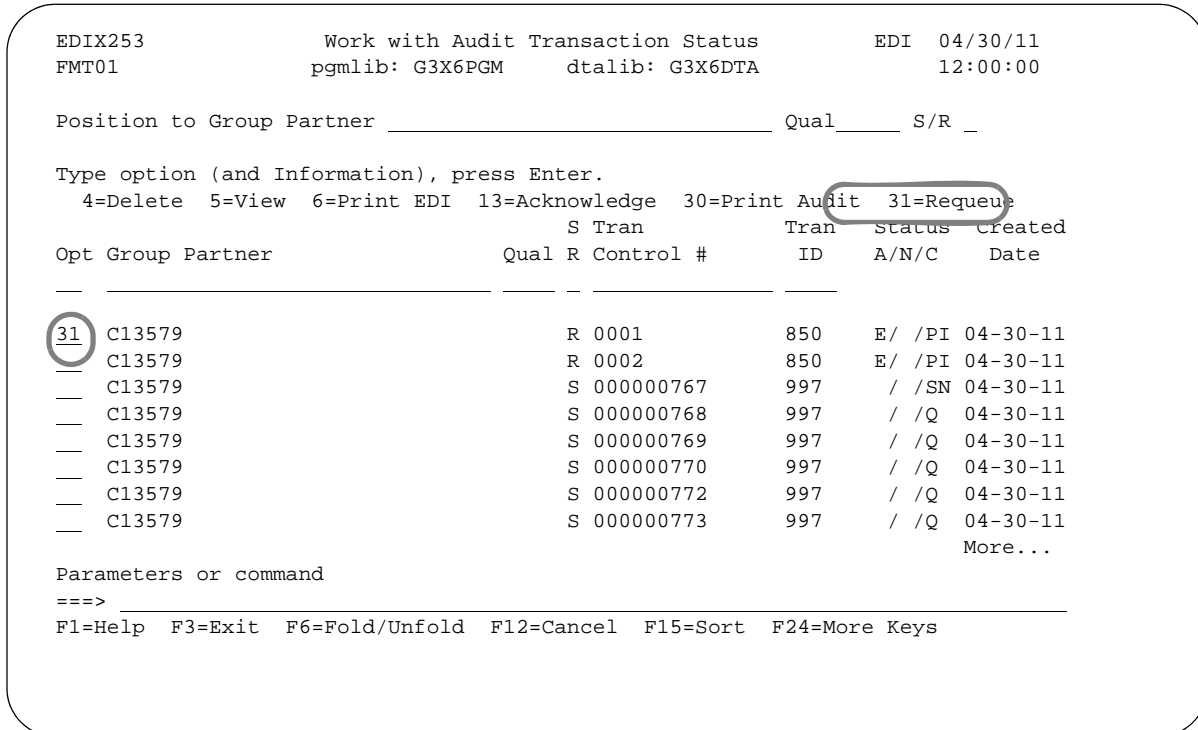 EDIX253 Work with Audit Transaction Status EDI 04/30/11
FMT01 pgmlib: G3X6PGM dtalib: G3X6DTA 12:00:00
Position to Group Partner Qual S/R
Type option (and Information), press Enter.
4=Delete 5=View 6=Print EDI 13=Acknowledge 30=Print Audit 31=Requeue
S Tran Tran Status Created
Opt Group Partner Qual R Control # ID A/N/C Date
31 C13579 R 0001 850 E/ /PI 04-30-11
C13579 R 0002 850 E/ /PI 04-30-11
C13579 S 000000767 997 / /SN 04-30-11
C13579 S 000000768 997 / /Q 04-30-11
C13579 S 000000769 997 / /Q 04-30-11
C13579 S 000000770 997 / /Q 04-30-11
C13579 S 000000772 997 / /Q 04-30-11
C13579 S 000000773 997 / /Q 04-30-11
More...
Parameters or command
===>
F1=Help F3=Exit F6=Fold/Unfold F12=Cancel F15=Sort F24=More Keys